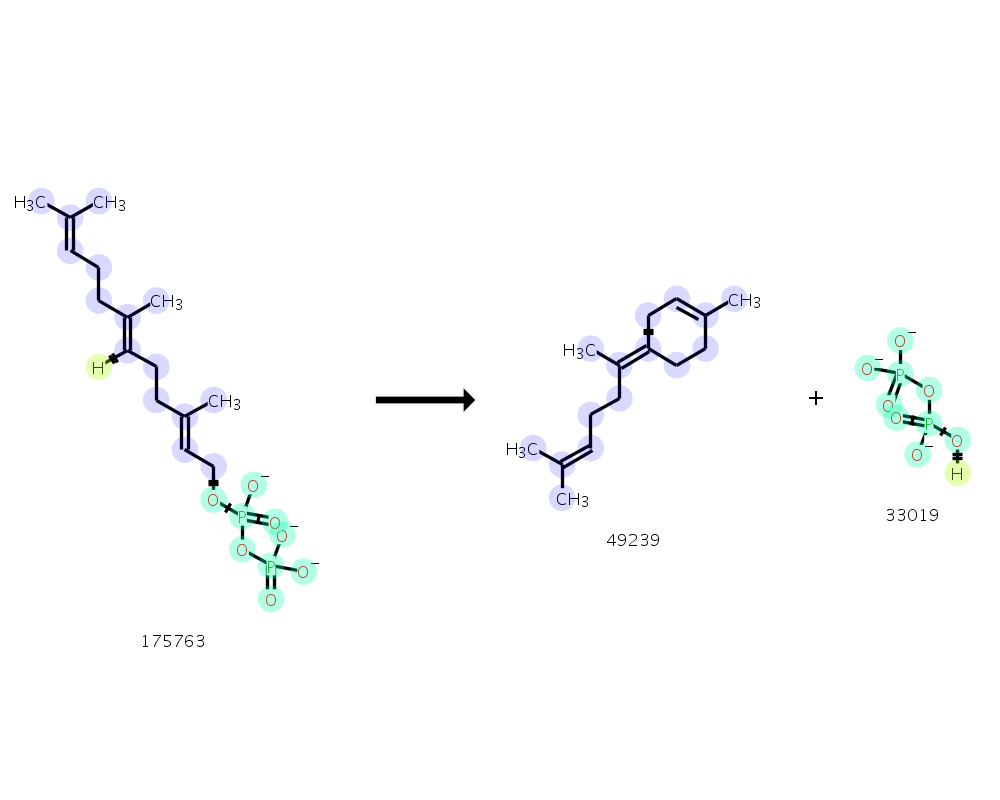 H3C CH3
CH3
H
CH3
O O−
P O
O O−
P O−
O
175763
CH3
H3C
H3C
CH3
49239
+
O−
O− P
O O
O P O
O− H
33019